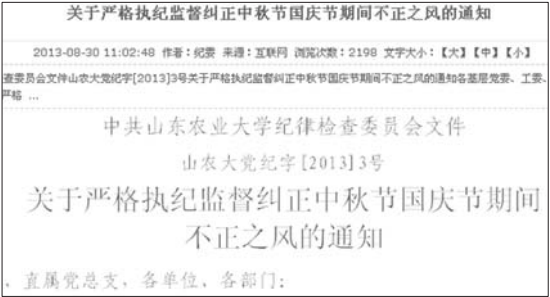 关于严格执纪监督纠正中秋节国庆节期间不正之风的通知
2013-08-30 11:02:48 作者：纪委 来源：互联网 浏览次数：2198 文字大小：【大】【中】【小】
查委员会文件山农大党纪字[2013]3号关于严格执纪监督纠正中秋节国庆节期间不正之风的通知各基层党委、工委、
严格 ...
中共山东农业大学纪律检查委员会文件
山农大党纪字[2013]3号
关于严格执纪监督纠正中秋节国庆节期间
不正之风的通知
、直属党总支，各单位、各部门：